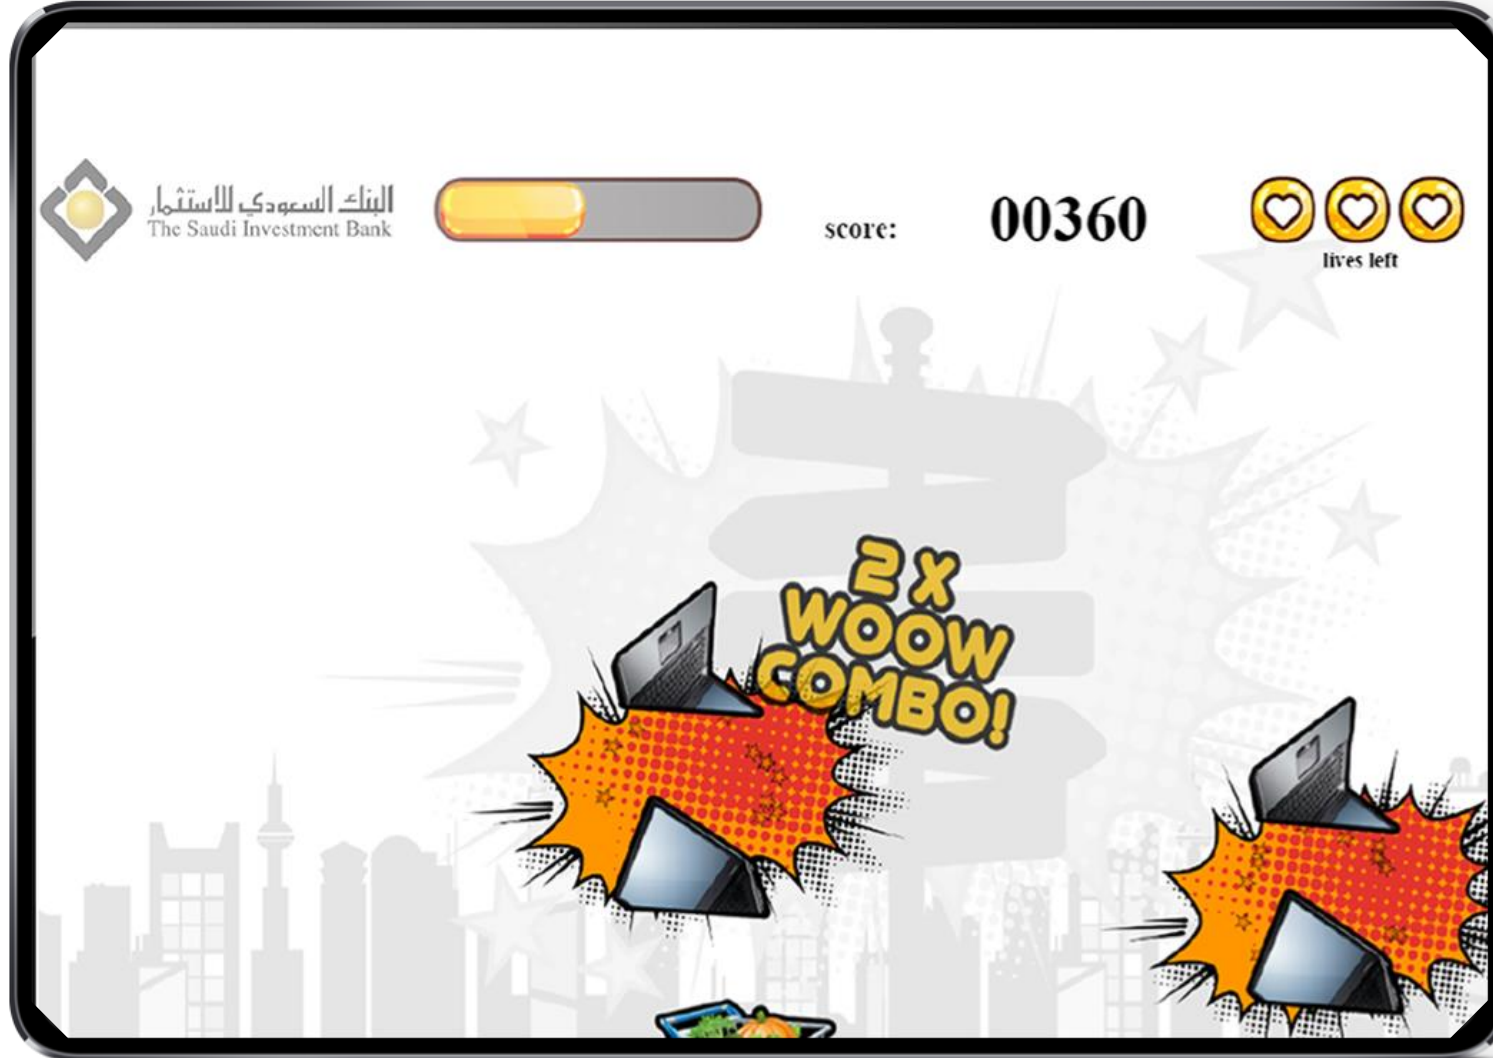 البنك السعودي للاستثمار
The Saudi Investment Bank
score:
00360
lives left
2 X
WOOW
COMBO!